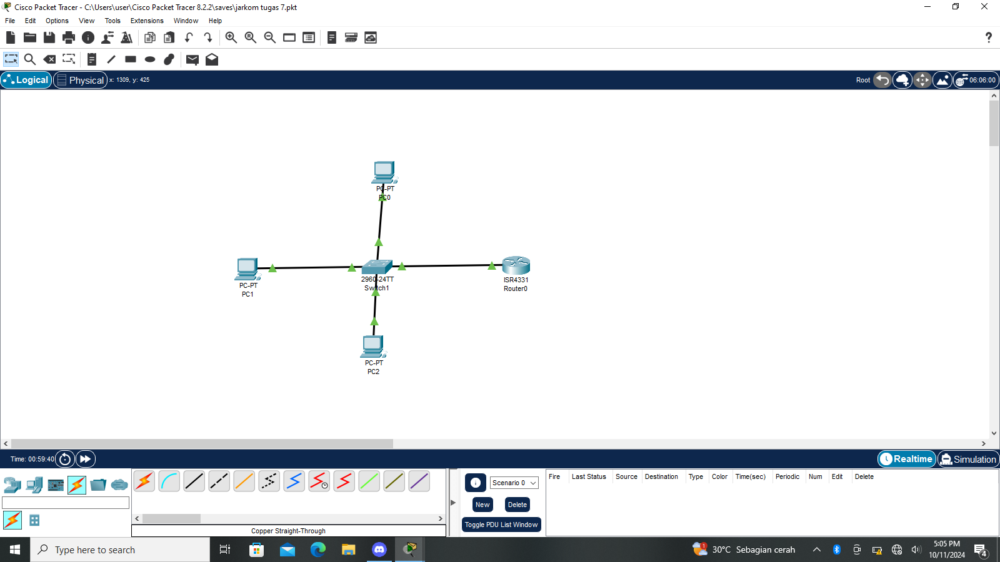 Cisco Packet Tracer - C:\Users\user\Cisco Packet Tracer 8.2.2\saves\jarkom tugas 7.pkt
File Edit Options View Tools Extensions Window Help
?
Logical Physical x: 1309, y: 425 Root 06:06:00
PC-PT
PC0
PC-PT
PC1
2960-24TT
Switch1
ISR4331
Router0
PC-PT
PC2
Time: 00:59:40 Realtime Simulation
Scenario 0
New Delete
Toggle PDU List Window
Fire Last Status Source Destination Type Color Time(sec) Periodic Num Edit Delete
Copper Straight-Through
Type here to search
1
30°C Sebagian cerah
5:05 PM
10/11/2024
4